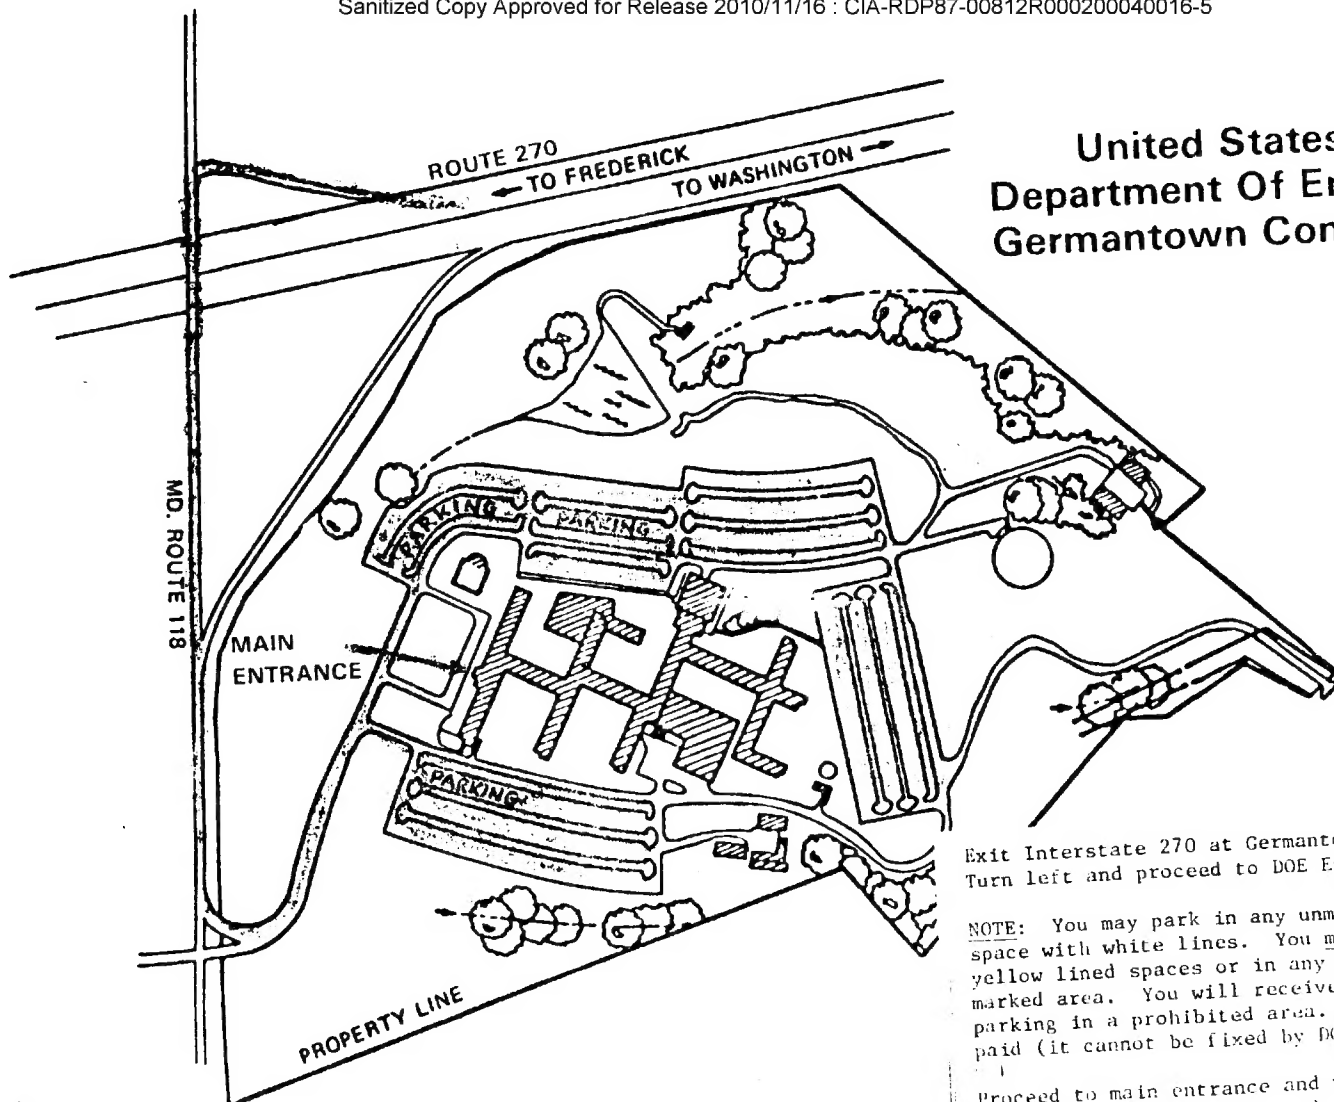 Sanitized Copy Approved for Release 2010/11/16 : CIA-RDP87-00812R000200040016-5
United States
Department Of
Germantown
ROUTE 270
← TO FREDERICK
TO WASHINGTON →
MD. ROUTE 118
PARKING
PARKING
MAIN
ENTRANCE
PARKING
PROPERTY LINE
Exit Interstate 270 at
Turn left and proceed to DOE
NOTE: You may park in any
space with white lines. You
yellow lined spaces or in any
marked area. You will receive
parking in a prohibited area.
paid (it cannot be fixed by
Proceed to main entrance and